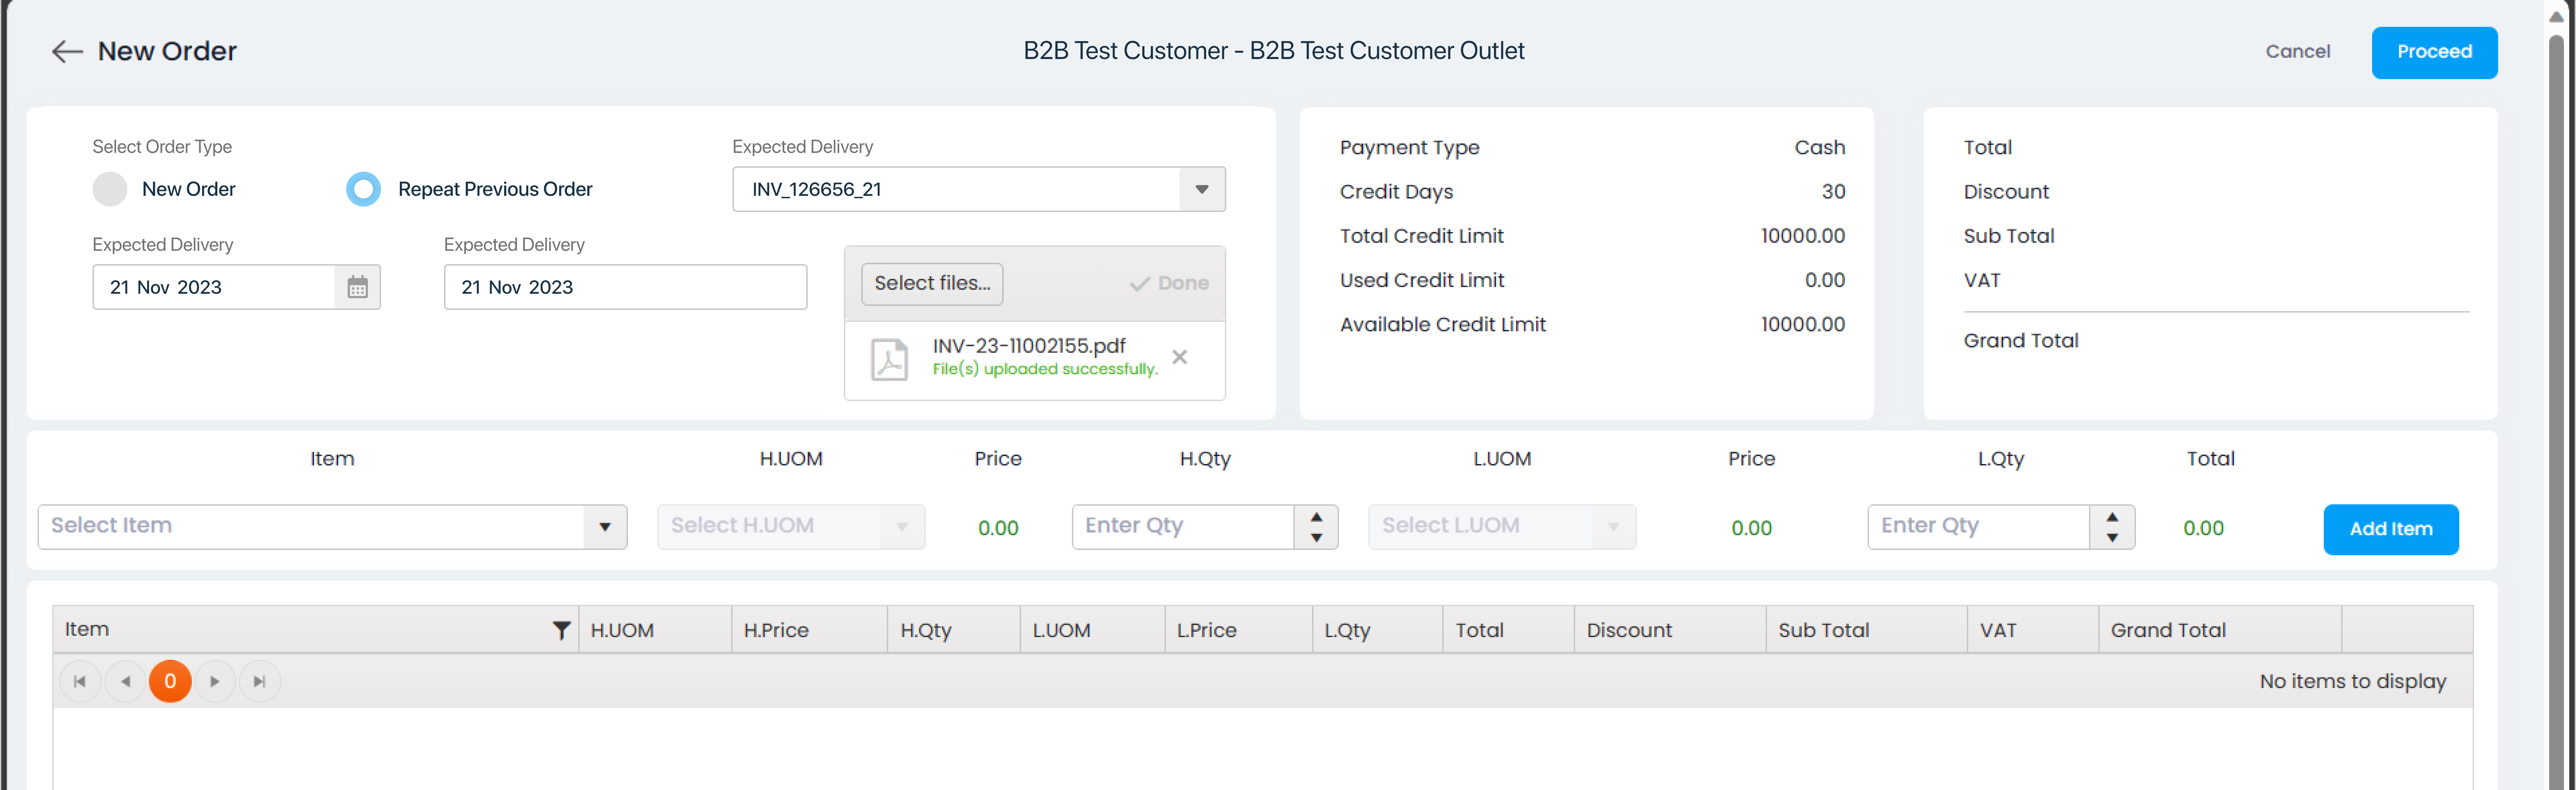 New Order
B2B Test Customer - B2B Test Customer Outlet
Cancel
Proceed
Select Order Type
New Order
Repeat Previous Order
Expected Delivery
INV_126656_21
Expected Delivery
21 Nov 2023
Expected Delivery
21 Nov 2023
Select files...
Done
INV-23-11002155.pdf
File(s) uploaded successfully.
Payment Type Cash
Credit Days 30
Total Credit Limit 10000.00
Used Credit Limit 0.00
Available Credit Limit 10000.00
Total
Discount
Sub Total
VAT
Grand Total
Item H.UOM Price H.Qty L.UOM Price L.Qty Total
Select Item Select H.UOM 0.00 Enter Qty Select L.UOM 0.00 Enter Qty 0.00 Add Item
Item H.UOM H.Price H.Qty L.UOM L.Price L.Qty Total Discount Sub Total VAT Grand Total
0 No items to display